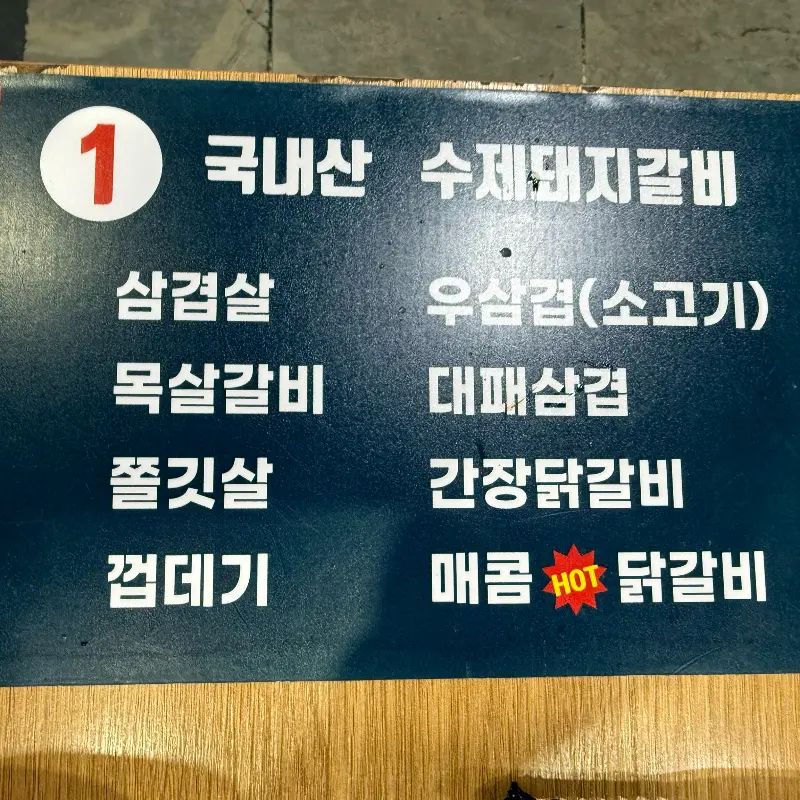 1 국내산 수제돼지갈비
삼겹살 우삼겹(소고기)
목살갈비 대패삼겹
쫄깃살 간장닭갈비
껍데기 매콤 HOT 닭갈비